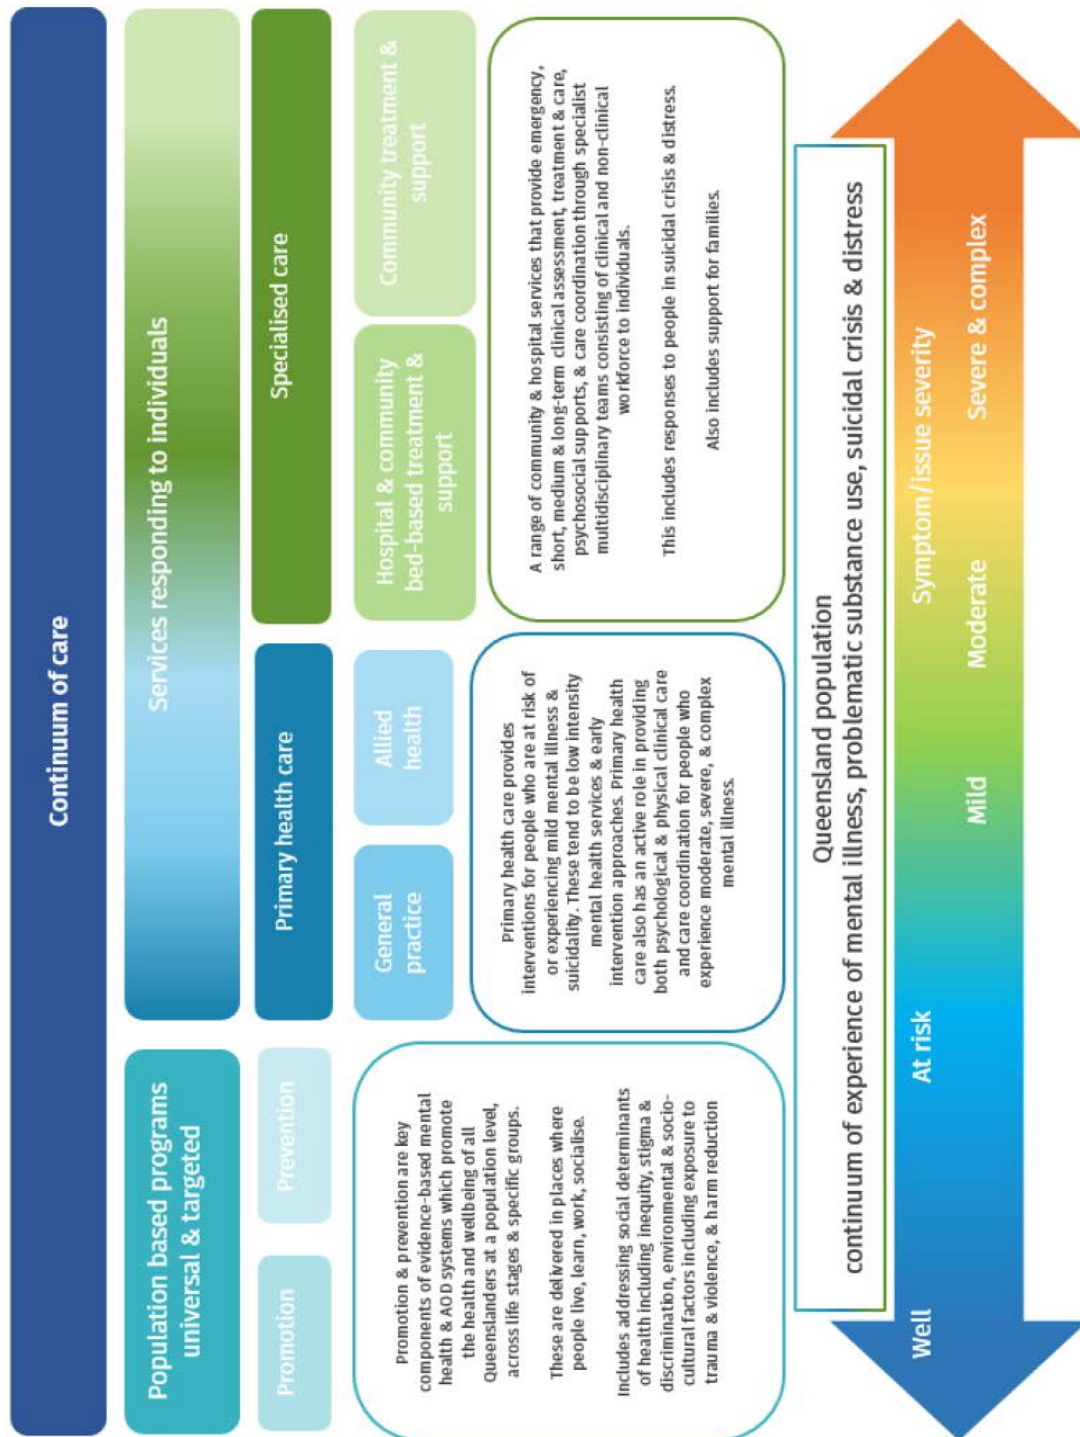 Continuum of care
Population based programs
universal & targeted
Services responding to individuals
Promotion
Prevention
Primary health care
Specialised care
General
practice
Allied
health
Hospital & community
bed-based treatment &
support
Community treatment &
support
Promotion & prevention are key
components of evidence-based mental
health & AOD systems which promote
the health and wellbeing of all
Queenslanders at a population level,
across life stages & specific groups.
These are delivered in places where
people live, learn, work, socialise.
Includes addressing social determinants
of health including inequity, stigma &
discrimination, environmental & socio-
cultural factors including exposure to
trauma & violence, & harm reduction
Primary health care provides
interventions for people who are at risk of
or experiencing mild mental illness &
suicidality. These tend to be low intensity
mental health services & early
intervention approaches. Primary health
care also has an active role in providing
both psychological & physical clinical care
and care coordination for people who
experience moderate, severe, & complex
mental illness.
A range of community & hospital services that provide emergency,
short, medium & long-term clinical assessment, treatment & care,
psychosocial supports, & care coordination through specialist
multidisciplinary teams consisting of clinical and non-clinical
workforce to individuals.
This includes responses to people in suicidal crisis & distress.
Also includes support for families.
Queensland population
continuum of experience of mental illness, problematic substance use, suicidal crisis & distress
Well
At risk
Symptom/issue severity
Mild
Moderate
Severe & complex